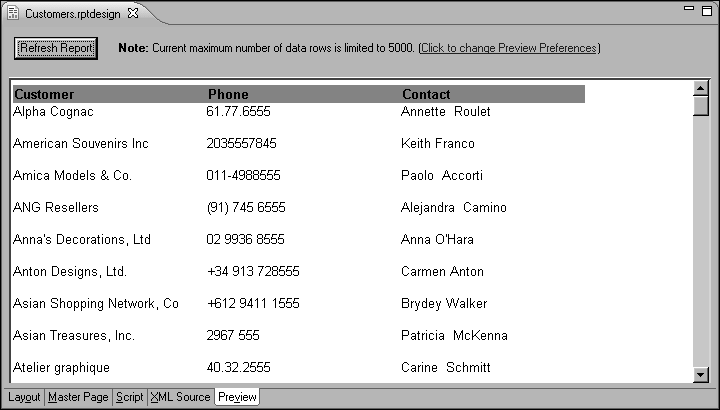 Customers.rptdesign
Refresh Report Note: Current maximum number of data rows is limited to 5000. (Click to change Preview Preferences)
Customer Phone Contact
Alpha Cognac 61.77.6555 Annette Roulet
American Souvenirs Inc 2035557845 Keith Franco
Amica Models & Co. 011-4988555 Paolo Accorti
ANG Resellers (91) 745 6555 Alejandra Camino
Anna's Decorations, Ltd 02 9936 8555 Anna O'Hara
Anton Designs, Ltd. +34 913 728555 Carmen Anton
Asian Shopping Network, Co +612 9411 1555 Brydey Walker
Asian Treasures, Inc. 2967 555 Patricia McKenna
Atelier graphique 40.32.2555 Carine Schmitt
Layout Master Page Script XML Source Preview